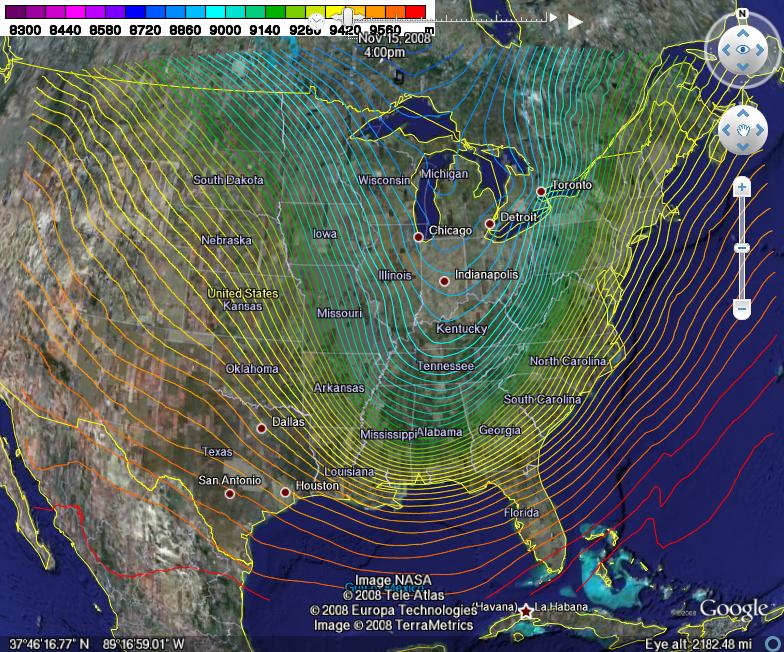 8300 8440 8580 8720 8860 9000 9140 9280 9420 9560 m
Nov 15, 2008
4:00pm
N
South Dakota
Wisconsin
Michigan
Toronto
Detroit
Chicago
Nebraska
Iowa
Illinois
Indianapolis
United States
Kansas
Missouri
Kentucky
Oklahoma
Tennessee
North Carolina
Arkansas
South Carolina
Dallas
Mississippi
Alabama
Georgia
Texas
Louisiana
San Antonio
Houston
Florida
Image NASA
© 2008 Tele Atlas
© 2008 Europa Technologies
Image © 2008 TerraMetrics
(Havana)
La Habana
©2008 Google
37°46'16.77" N 89°16'59.01" W
Eye alt 2182.48 mi